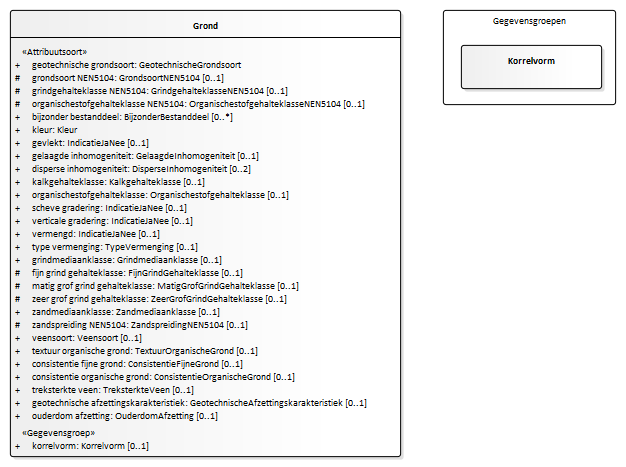 Grond
«Attribuutsoort»
+ geotechnische grondsoort: GeotechnischeGrondsoort
# grondsoort NEN5104: GrondsoortNEN5104 [0..1]
# grindgehalteklasse NEN5104: GrindgehalteklasseNEN5104 [0..1]
# organischestofgehalteklasse NEN5104: OrganischestofgehalteklasseNEN5104 [0..1]
+ bijzonder bestanddeel: BijzonderBestanddeel [0..*]
+ kleur: Kleur
+ gevlekt: IndicatieJaNee [0..1]
+ gelaagde inhomogeniteit: GelaagdeInhomogeniteit [0..1]
+ disperse inhomogeniteit: DisperseInhomogeniteit [0..2]
+ kalkgehalteklasse: Kalkgehalteklasse [0..1]
+ organischestofgehalteklasse: Organischestofgehalteklasse [0..1]
+ scheve gradering: IndicatieJaNee [0..1]
+ verticale gradering: IndicatieJaNee [0..1]
+ vermengd: IndicatieJaNee [0..1]
+ type vermenging: TypeVermenging [0..1]
+ grindmediaanklasse: Grindmediaanklasse [0..1]
# fijn grind gehalteklasse: FijnGrindGehalteklasse [0..1]
# matig grof grind gehalteklasse: MatigGrofGrindGehalteklasse [0..1]
# zeer grof grind gehalteklasse: ZeerGrofGrindGehalteklasse [0..1]
+ zandmediaanklasse: Zandmediaanklasse [0..1]
# zandspreiding NEN5104: ZandspreidingNEN5104 [0..1]
+ veensoort: Veensoort [0..1]
+ textuur organische grond: TextuurOrganischeGrond [0..1]
+ consistentie fijne grond: ConsistentieFijneGrond [0..1]
+ consistentie organische grond: ConsistentieOrganischeGrond [0..1]
+ treksterkte veen: TreksterkteVeen [0..1]
+ geotechnische afzettingskarakteristiek: GeotechnischeAfzettingskarakteristiek [0..1]
+ ouderdom afzetting: OuderdomAfzetting [0..1]
«Gegevensgroep»
+ korrelvorm: Korrelvorm [0..1]
Gegevensgroepen
Korrelvorm